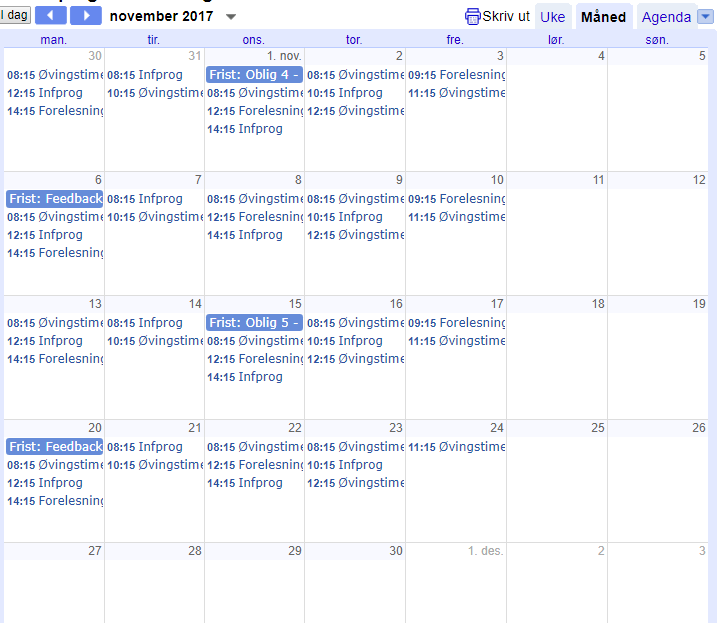 I dag
november 2017
Skriv ut
Uke
Måned
Agenda
man. tir. ons. tor. fre. lør. søn.
30
08:15 Øvingstime
12:15 Infprog
14:15 Forelesning
31
08:15 Infprog
10:15 Øvingstime
1. nov.
Frist: Oblig 4 -
08:15 Øvingstime
12:15 Forelesning
14:15 Infprog
2
08:15 Øvingstime
10:15 Infprog
12:15 Øvingstime
3
09:15 Forelesning
11:15 Øvingstime
4
5
6
Frist: Feedback
08:15 Øvingstime
12:15 Infprog
14:15 Forelesning
7
08:15 Infprog
10:15 Øvingstime
8
08:15 Øvingstime
12:15 Forelesning
14:15 Infprog
9
08:15 Øvingstime
10:15 Infprog
12:15 Øvingstime
10
09:15 Forelesning
11:15 Øvingstime
11
12
13
08:15 Øvingstime
12:15 Infprog
14:15 Forelesning
14
08:15 Infprog
10:15 Øvingstime
15
Frist: Oblig 5 -
08:15 Øvingstime
12:15 Forelesning
14:15 Infprog
16
08:15 Øvingstime
10:15 Infprog
12:15 Øvingstime
17
09:15 Forelesning
11:15 Øvingstime
18
19
20
Frist: Feedback
08:15 Øvingstime
12:15 Infprog
14:15 Forelesning
21
08:15 Infprog
10:15 Øvingstime
22
08:15 Øvingstime
12:15 Forelesning
14:15 Infprog
23
08:15 Øvingstime
10:15 Infprog
12:15 Øvingstime
24
11:15 Øvingstime
25
26
27
28
29
30
1. des.
2
3